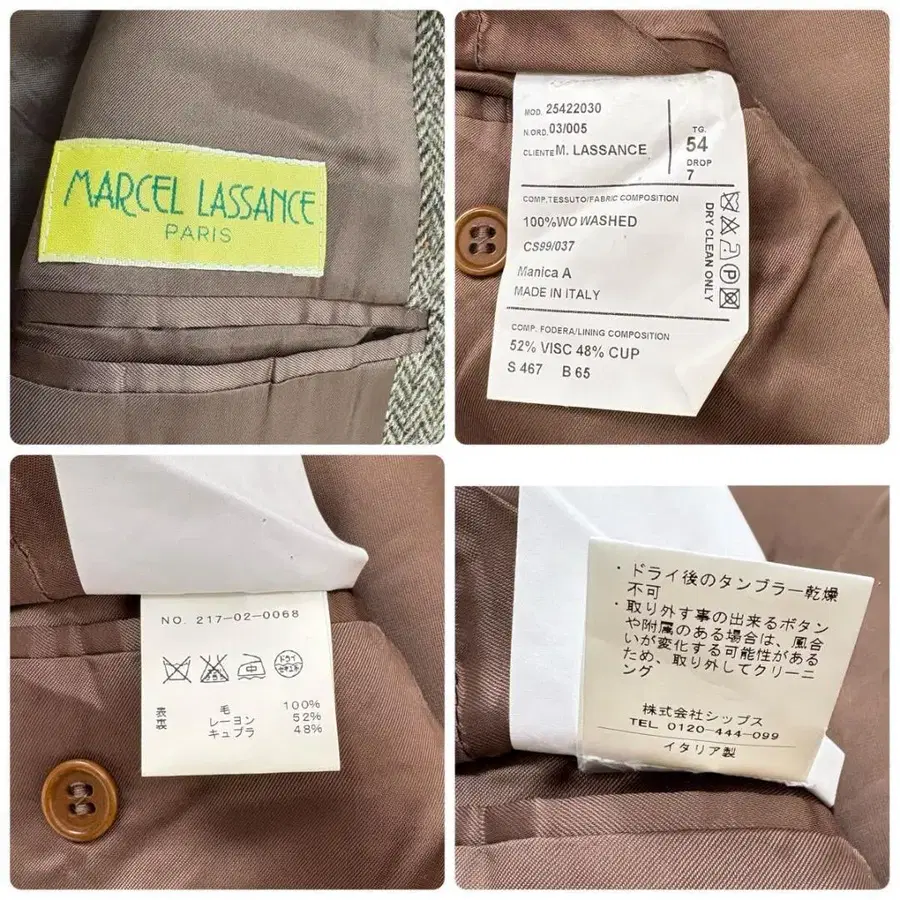 MARCEL LASSANCE
PARIS
MOD. 25422030
N.ORD. 03/005
CLIENTE M. LASSANCE
TG.
54
DROP
7
COMP.TESSUTO/FABRIC COMPOSITION
100%WO WASHED
CS99/037
Manica A
MADE IN ITALY
DRY CLEAN ONLY
P
COMP. FODERA/LINING COMPOSITION
52% VISC 48% CUP
S 467 B 65
NO. 217-02-0068
ドライ
セキユ系
表 毛 100%
裏 レーヨン 52%
キュプラ 48%
・ドライ後のタンブラー乾燥
不可
・取り外す事の出来るボタン
や附属のある場合は、風合
いが変化する可能性がある
ため、取り外してクリーニ
ング
株式会社シップス
TEL 0120-444-099
イタリア製